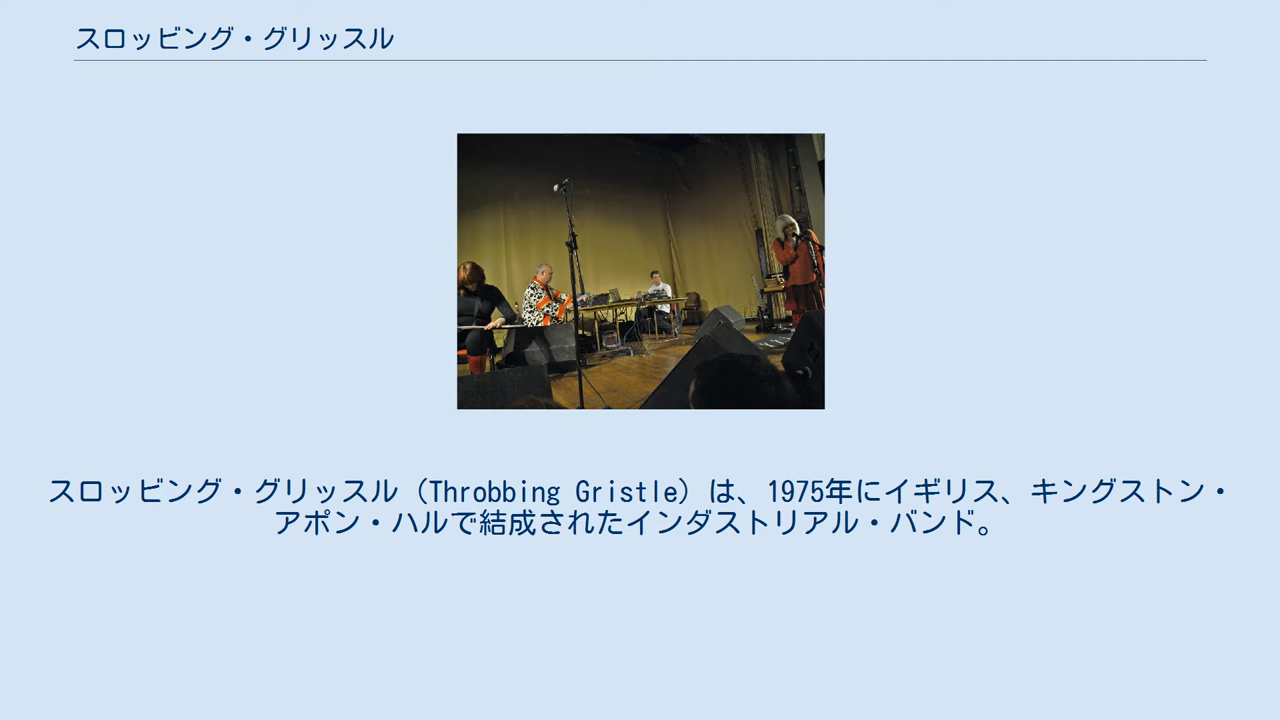 スロッビング・グリッスル
スロッビング・グリッスル（Throbbing Gristle）は、1975年にイギリス、キングストン・
アポン・ハルで結成されたインダストリアル・バンド。